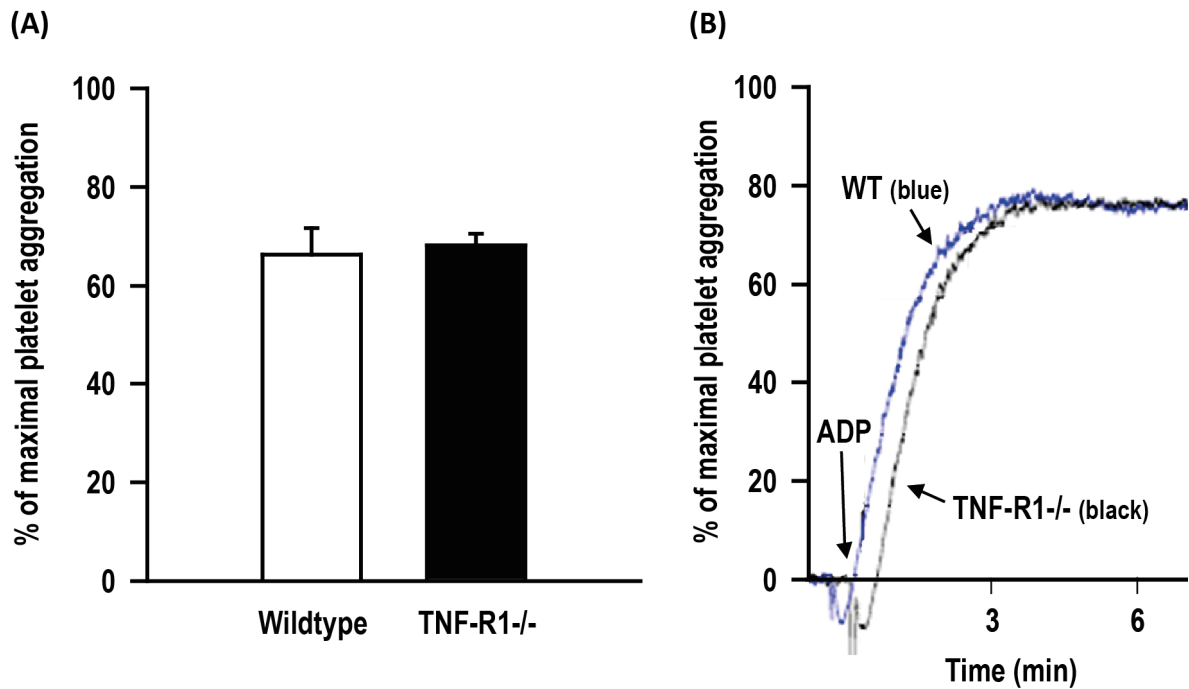 (A)
% of maximal platelet aggregation
100
80
60
40
20
0
Wildtype
TNF-R1-/-
(B)
% of maximal platelet aggregation
100
80
60
40
20
0
WT (blue)
ADP
TNF-R1-/- (black)
3
6
Time (min)